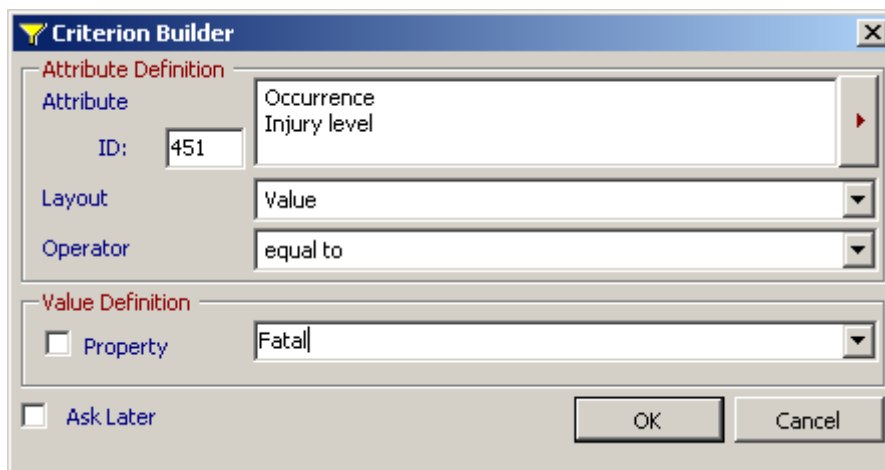 Criterion Builder
Attribute Definition
Attribute
Occurrence
Injury level
ID: 451
Layout Value
Operator equal to
Value Definition
Property Fatal
Ask Later OK Cancel